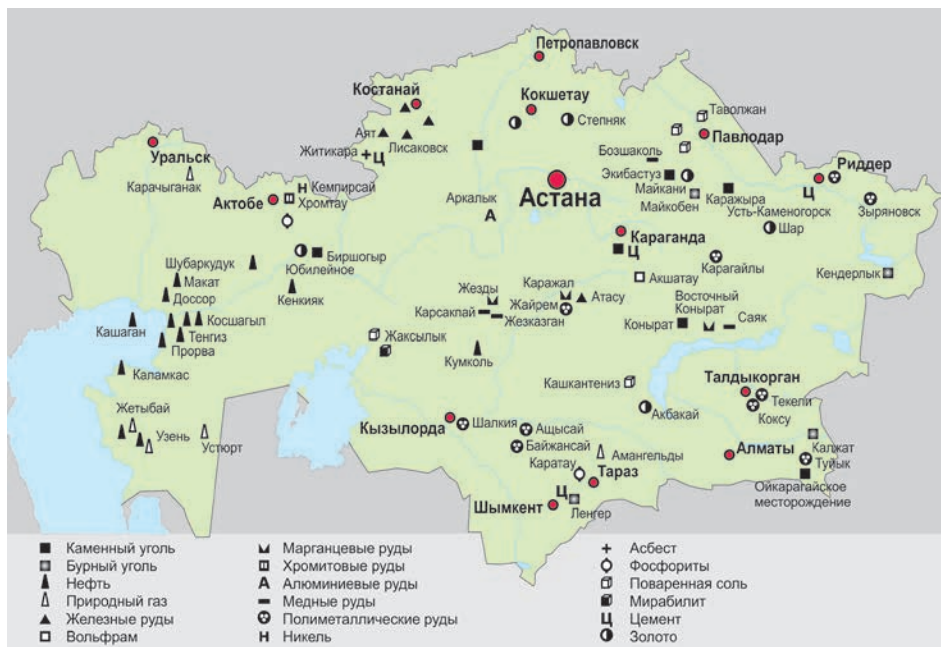 Петропавловск
Костанай
Кокшетау
Степняк
Таволжан
Аят
Лисаковск
Житикара
Ц
Павлодар
Бозшаколь
Уральск
Карачыганак
Н
Кемпирсай
Хромтау
Актобе
Экибастуз
Майкаин
Майкобен
Каражыра
Риддер
Ц
Зыряновск
Усть-Каменогорск
Шар
Аркалык
А
Астана
Караганда
Ц
Биршогыр
Юбилейное
Шубаркудук
Макат
Доссор
Кенкияк
Акшатау
Карагайлы
Кендерлык
Жезды
Каражал
Атасу
Жайрем
Карсакпай
Жезказган
Восточный
Конырат
Конырат
Саяк
Кашаган
Косшагыл
Тенгиз
Прорва
Каламкас
Жаксылык
Кумколь
Кашкантениз
Талдыкорган
Текели
Коксу
Акбакай
Жетыбай
Узень
Устюрт
Кызылорда
Шалкия
Ащысай
Байжансай
Каратау
Амангельды
Тараз
Алматы
Калжат
Туйык
Ойкарагайское
месторождение
Шымкент
Ц
Ленгер
Каменный уголь
Бурный уголь
Нефть
Природный газ
Железные руды
Вольфрам
Марганцевые руды
Хромитовые руды
А Алюминиевые руды
Медные руды
Полиметаллические руды
Н Никель
Асбест
Фосфориты
Поваренная соль
Мирабилит
Ц Цемент
Золото